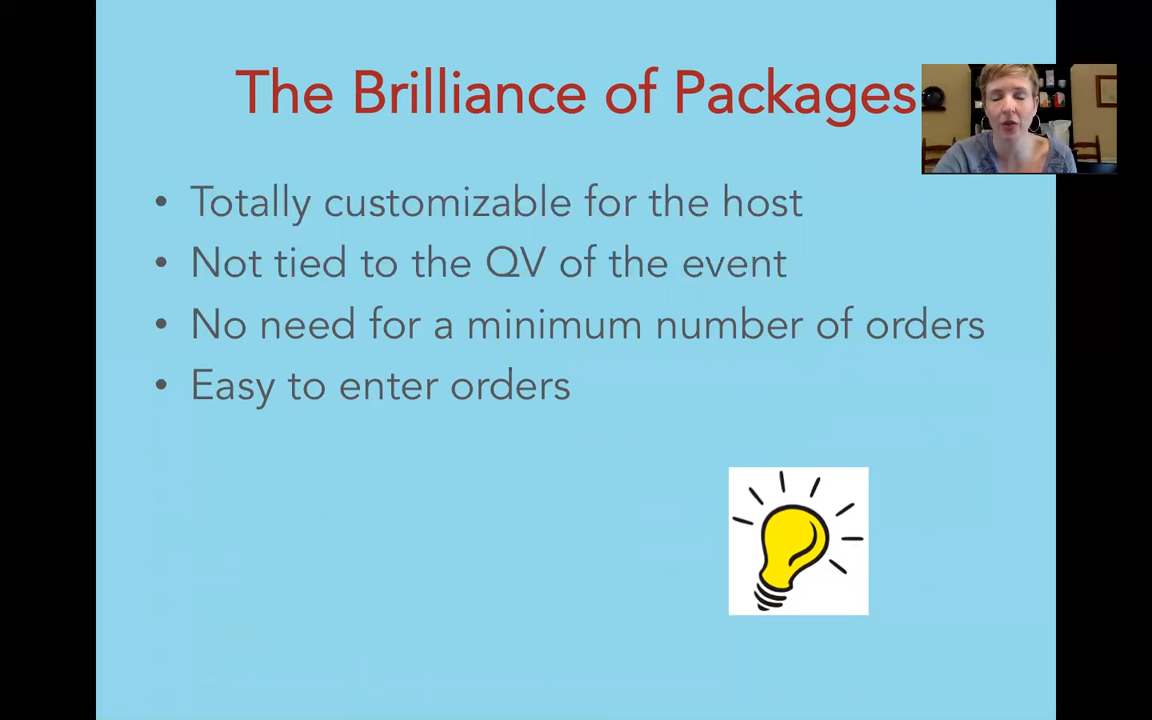 The Brilliance of Packages
• Totally customizable for the host
• Not tied to the QV of the event
• No need for a minimum number of orders
• Easy to enter orders